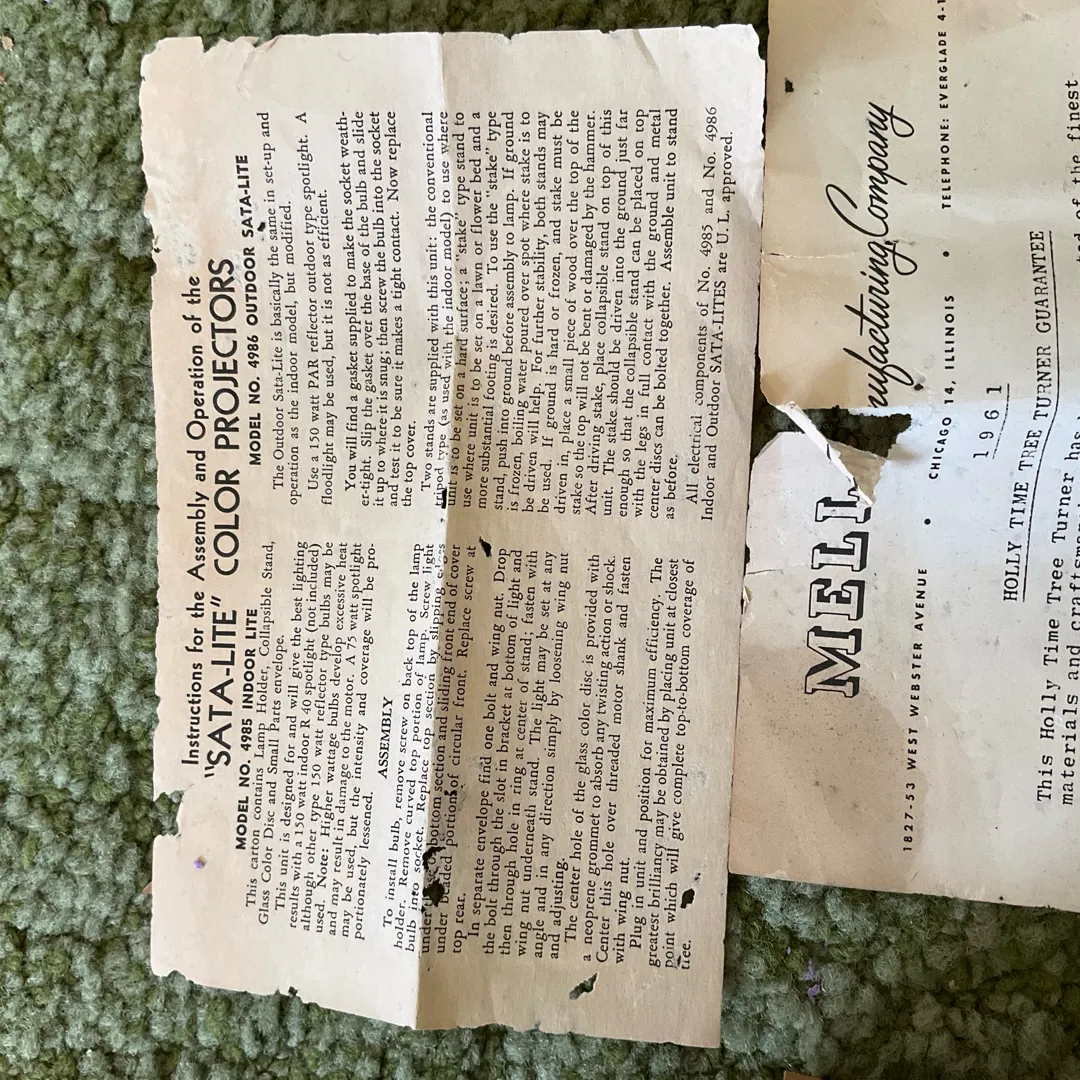 Instructions for the Assembly and Operation of the
"SATA-LITE" COLOR PROJECTORS
MODEL NO. 4985 INDOOR LITE
This carton contains Lamp Holder, Collapsible Stand,
Glass Color Disc and Small Parts envelope.
This unit is designed for and will give the best lighting
results with a 150 watt indoor R 40 spotlight (not included)
although other type 150 watt reflector type bulbs may be
used. Note: Higher wattage bulbs develop excessive heat
and may result in damage to the motor. A 75 watt spotlight
may be used, but the intensity and coverage will be pro-
portionately lessened.
ASSEMBLY
To install bulb, remove screw on back top of the lamp
holder. Remove curved top portion of lamp. Screw light
bulb into socket. Replace top section by slipping edges
under bottom section and sliding front end of cover
under beaded portions of circular front. Replace screw at
top rear.
In separate envelope find one bolt and wing nut. Drop
the bolt through the slot in bracket at bottom of light and
then through hole in ring at center of stand; fasten with
wing nut underneath stand. The light may be set at any
angle and in any direction simply by loosening wing nut
and adjusting.
The center hole of the glass color disc is provided with
a neoprene grommet to absorb any twisting action or shock.
Center this hole over threaded motor shank and fasten
with wing nut.
Plug in unit and position for maximum efficiency. The
greatest brilliancy may be obtained by placing unit at closest
point which will give complete top-to-bottom coverage of
tree.
MODEL NO. 4986 OUTDOOR SATA-LITE
The Outdoor Sata-Lite is basically the same in set-up and
operation as the indoor model, but modified.
Use a 150 watt PAR reflector outdoor type spotlight. A
floodlight may be used, but it is not as efficient.
You will find a gasket supplied to make the socket weath-
er-tight. Slip the gasket over the base of the bulb and slide
it up to where it is snug; then screw the bulb into the socket
and test it to be sure it makes a tight contact. Now replace
the top cover.
Two stands are supplied with this unit: the conventional
tripod type (as used with the indoor model) to use where
unit is to be set on a hard surface; a "stake" type stand to
use where unit is to be set on a lawn or flower bed and a
more substantial footing is desired. To use the "stake" type
stand, push into ground before assembly to lamp. If ground
is frozen, boiling water poured over spot where stake is to
be driven will help. For further stability, both stands may
be used. If ground is hard or frozen, and stake must be
driven in, place a small piece of wood over the top of the
stake so the top will not be bent or damaged by the hammer.
After driving stake, place collapsible stand on top of this
unit. The stake should be driven into the ground just far
enough so that the collapsible stand can be placed on top
with the legs in full contact with the ground and metal
center discs can be bolted together. Assemble unit to stand
as before.
All electrical components of No. 4985 and No. 4986
Indoor and Outdoor SATA-LITES are U. L. approved.
MELL nufacturing Company
1827-53 WEST WEBSTER AVENUE • CHICAGO 14, ILLINOIS • TELEPHONE: EVERGLADE 4-1
1961
HOLLY TIME TREE TURNER GUARANTEE
This Holly Time Tree Turner has of the finest
materials and craftsm